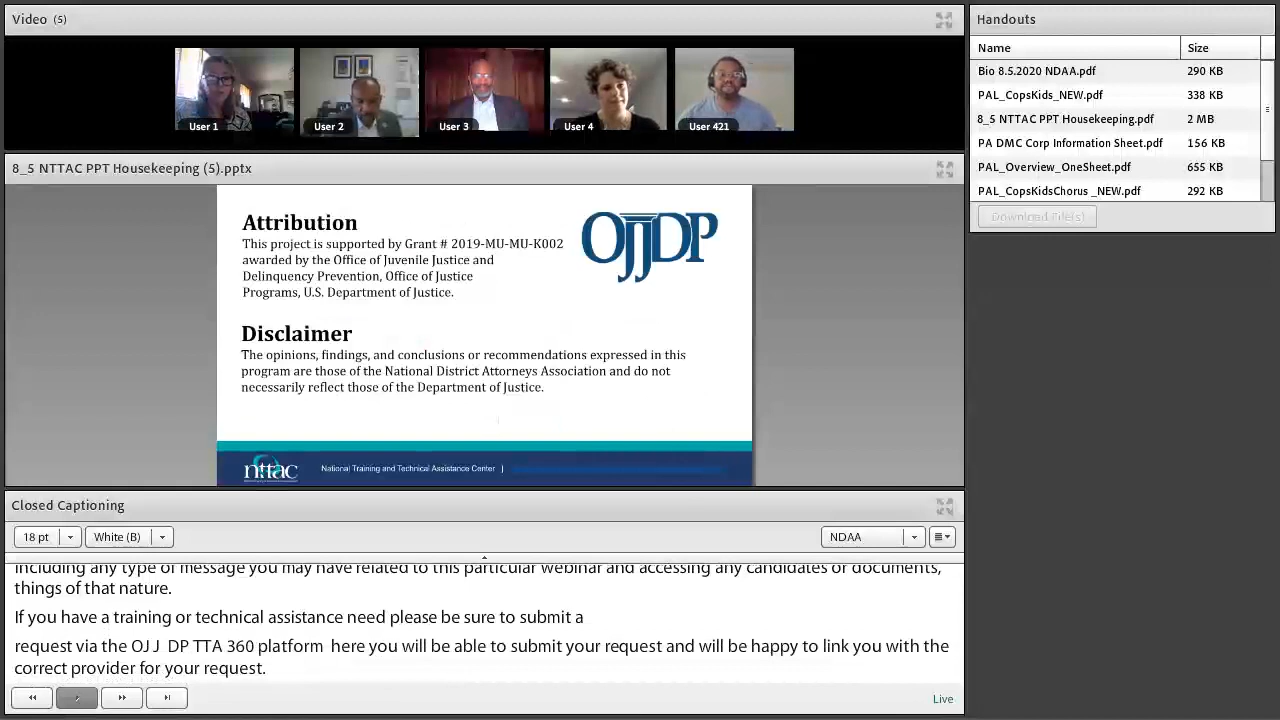 Video (5)
User 1
User 2
User 3
User 4
User 421
Handouts
Name Size
Bio 8.5.2020 NDAA.pdf 290 KB
PAL_CopsKids_NEW.pdf 338 KB
8_5 NTTAC PPT Housekeeping.pdf 2 MB
PA DMC Corp Information Sheet.pdf 156 KB
PAL_Overview_OneSheet.pdf 655 KB
PAL_CopsKidsChorus _NEW.pdf 292 KB
Download File(s)
8_5 NTTAC PPT Housekeeping (5).pptx
Attribution
This project is supported by Grant # 2019-MU-MU-K002
awarded by the Office of Juvenile Justice and
Delinquency Prevention, Office of Justice
Programs, U.S. Department of Justice.
OJJDP
Disclaimer
The opinions, findings, and conclusions or recommendations expressed in this
program are those of the National District Attorneys Association and do not
necessarily reflect those of the Department of Justice.
nttac
National Training and Technical Assistance Center |
Closed Captioning
18 pt White (B) NDAA
including any type of message you may have related to this particular webinar and accessing any candidates or documents,
things of that nature.
If you have a training or technical assistance need please be sure to submit a
request via the OJ J  DP TTA 360 platform  here you will be able to submit your request and will be happy to link you with the
correct provider for your request.
Live